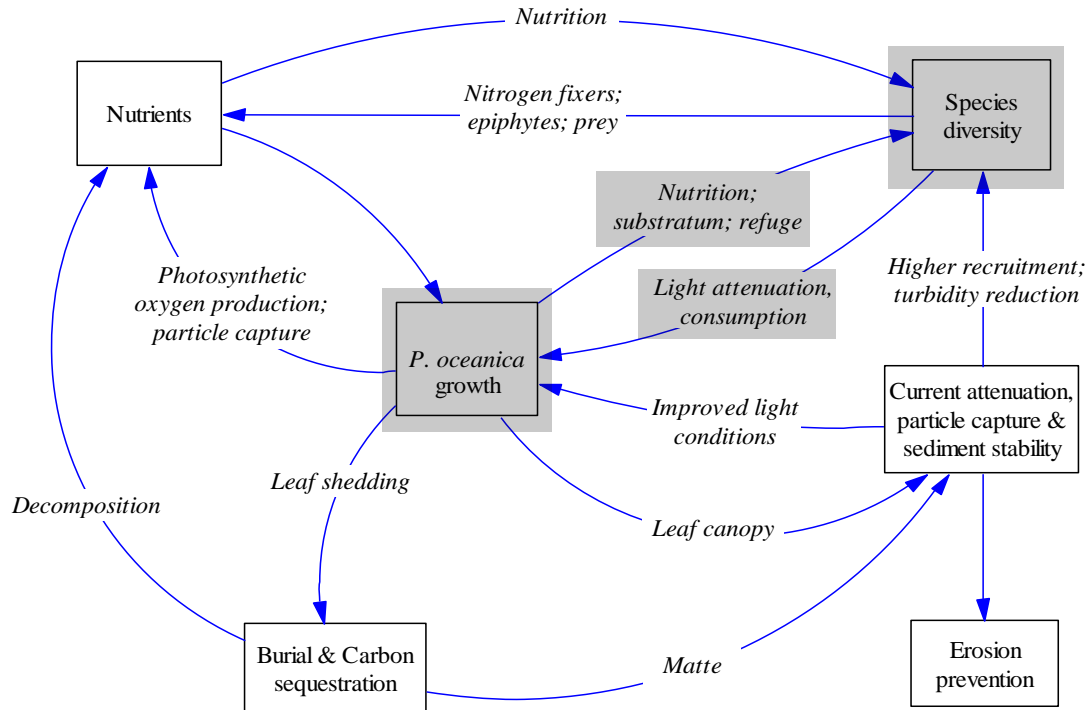 Nutrition
Nutrients
Nitrogen fixers;
epiphytes; prey
Species
diversity
Nutrition;
substratum; refuge
Photosynthetic
oxygen production;
particle capture
Light attenuation,
consumption
Higher recruitment;
turbidity reduction
P. oceanica
growth
Improved light
conditions
Current attenuation,
particle capture &
sediment stability
Leaf shedding
Decomposition
Leaf canopy
Burial & Carbon
sequestration
Matte
Erosion
prevention